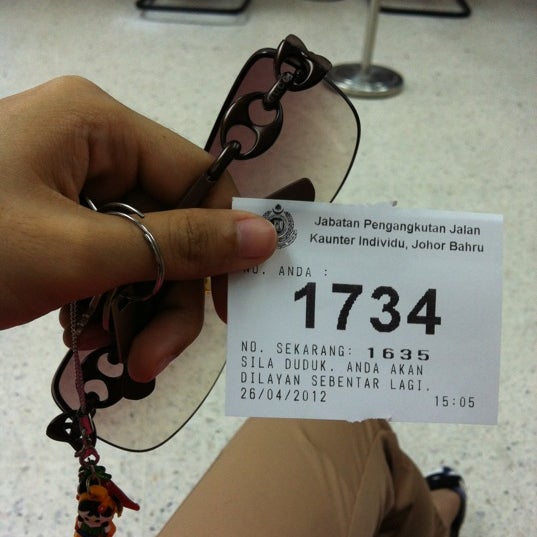 Jabatan Pengangkutan Jalan
Kaunter Individu, Johor Bahru
NO. ANDA :
1734
NO. SEKARANG: 1635
SILA DUDUK. ANDA AKAN
DILAYAN SEBENTAR LAGI.
26/04/2012 15:05